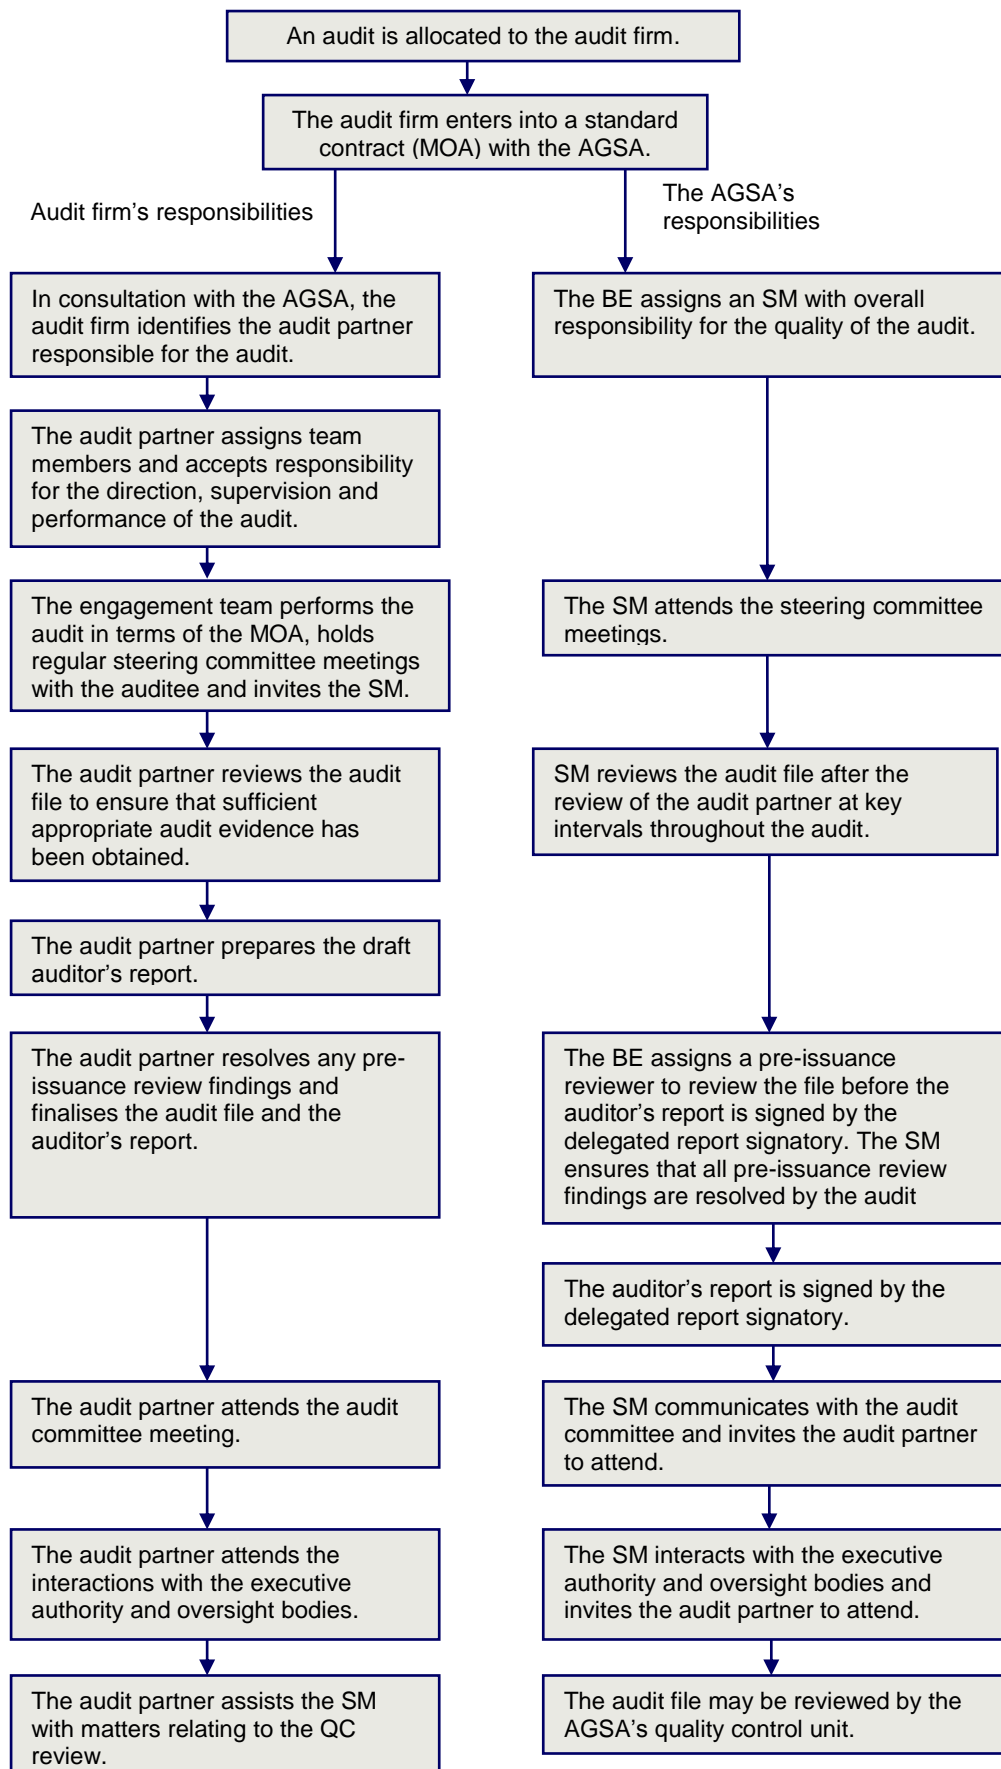 An audit is allocated to the audit firm.
The audit firm enters into a standard
contract (MOA) with the AGSA.
Audit firm’s responsibilities
The AGSA’s
responsibilities
In consultation with the AGSA, the
audit firm identifies the audit partner
responsible for the audit.
The BE assigns an SM with overall
responsibility for the quality of the audit.
The audit partner assigns team
members and accepts responsibility
for the direction, supervision and
performance of the audit.
The engagement team performs the
audit in terms of the MOA, holds
regular steering committee meetings
with the auditee and invites the SM.
The SM attends the steering committee
meetings.
The audit partner reviews the audit
file to ensure that sufficient
appropriate audit evidence has
been obtained.
SM reviews the audit file after the
review of the audit partner at key
intervals throughout the audit.
The audit partner prepares the draft
auditor’s report.
The audit partner resolves any pre-
issuance review findings and
finalises the audit file and the
auditor’s report.
The BE assigns a pre-issuance
reviewer to review the file before the
auditor’s report is signed by the
delegated report signatory. The SM
ensures that all pre-issuance review
findings are resolved by the audit
The auditor’s report is signed by the
delegated report signatory.
The audit partner attends the audit
committee meeting.
The SM communicates with the audit
committee and invites the audit partner
to attend.
The audit partner attends the
interactions with the executive
authority and oversight bodies.
The SM interacts with the executive
authority and oversight bodies and
invites the audit partner to attend.
The audit partner assists the SM
with matters relating to the QC
review.
The audit file may be reviewed by the
AGSA’s quality control unit.